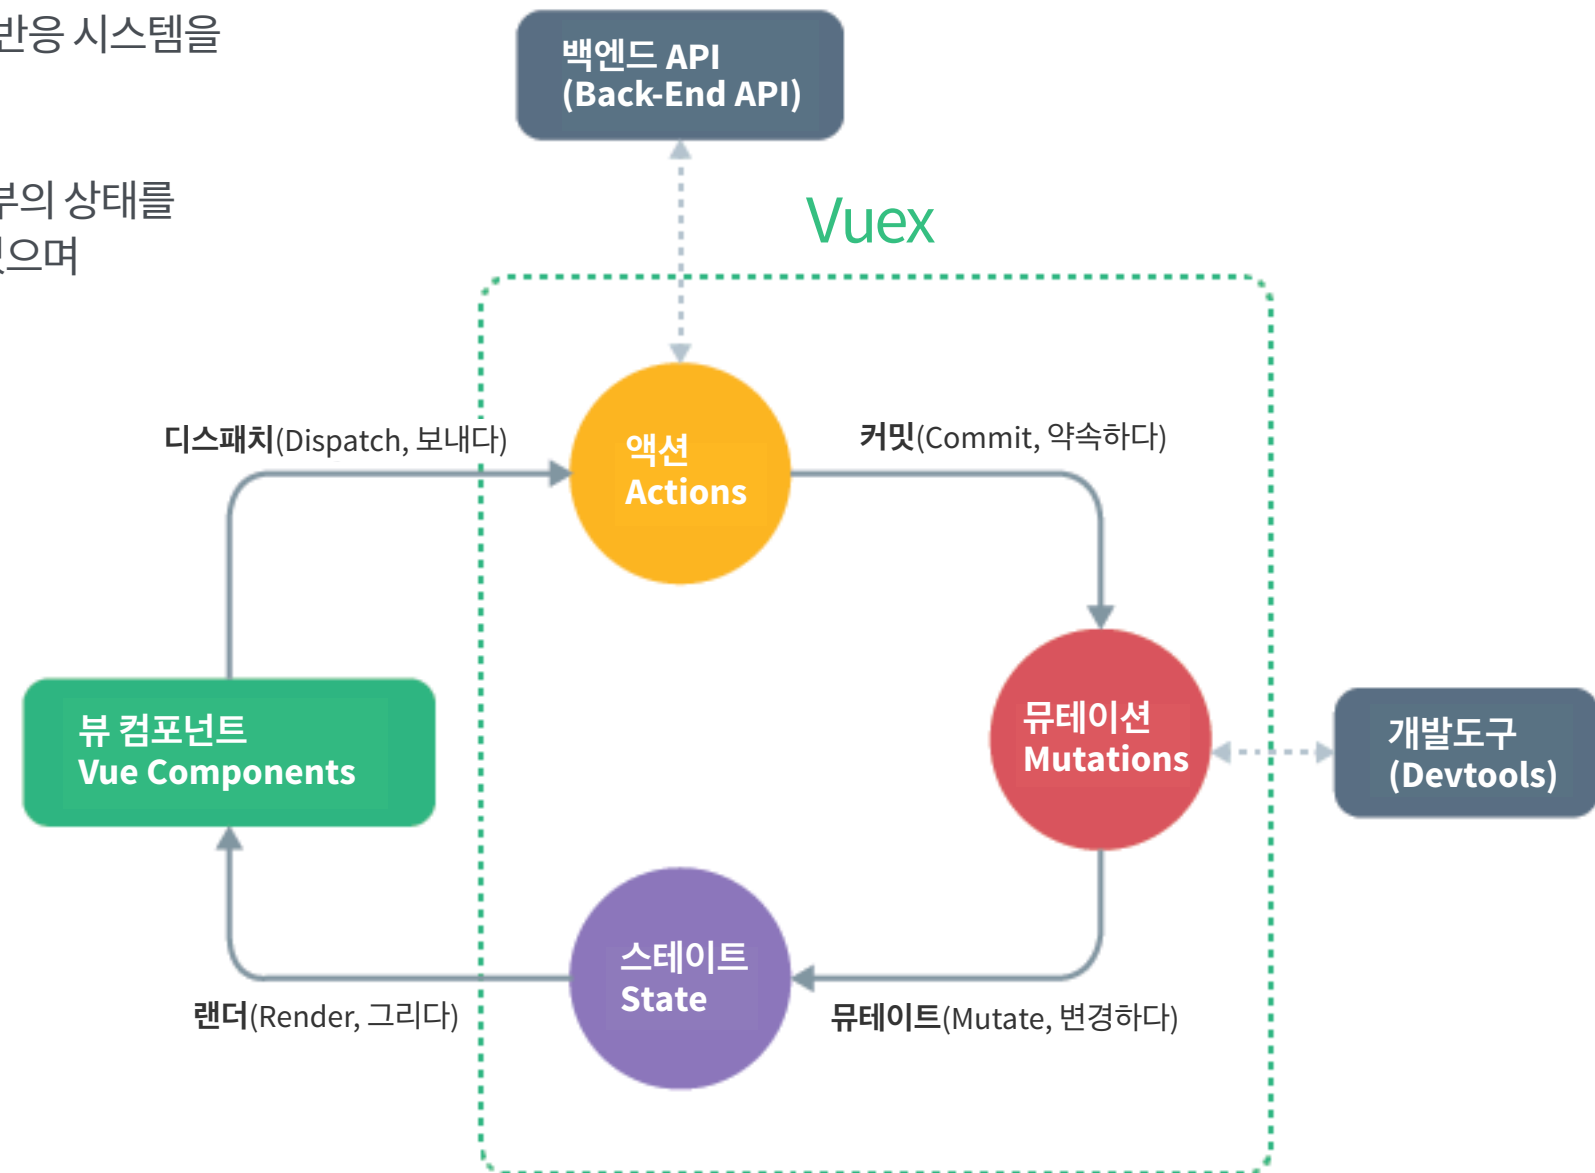 반응 시스템을
부의 상태를
있으며
백엔드 API
(Back-End API)
Vuex
디스패치(Dispatch, 보내다)
액션
Actions
커밋(Commit, 약속하다)
뷰 컴포넌트
Vue Components
뮤테이션
Mutations
개발도구
(Devtools)
스테이트
State
랜더(Render, 그리다)
뮤테이트(Mutate, 변경하다)